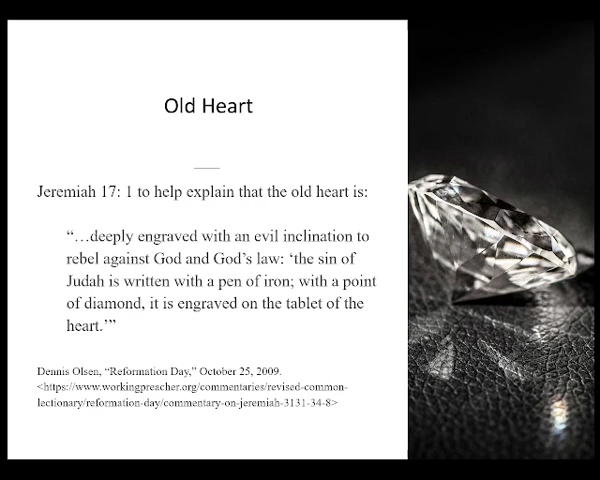 Old Heart
Jeremiah 17: 1 to help explain that the old heart is:
“…deeply engraved with an evil inclination to
rebel against God and God’s law: ‘the sin of
Judah is written with a pen of iron; with a point
of diamond, it is engraved on the tablet of the
heart.’”
Dennis Olsen, “Reformation Day,” October 25, 2009.
<https://www.workingpreacher.org/commentaries/revised-common-
lectionary/reformation-day/commentary-on-jeremiah-3131-34-8>